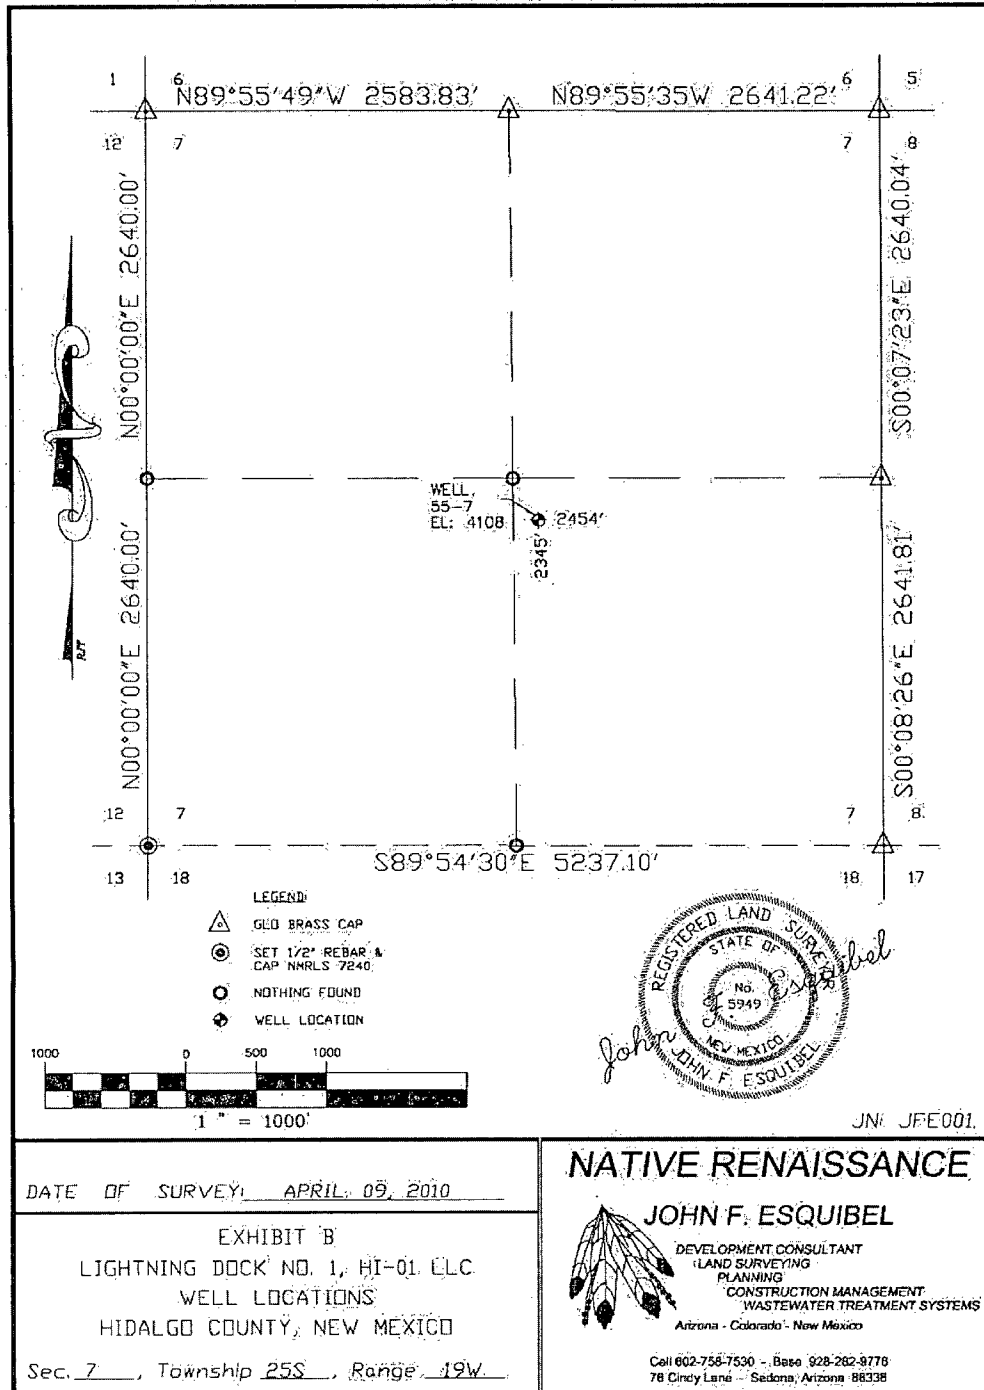 1 6
N89°55'49"W 2583.83'
N89°55'35W 2641.22'
6 5
12 7
7 8
N00°00'00"E 2640.00'
S00°07'23"E 2640.04'
WELL
55-7
EL: 4108
2454'
2345'
N00°00'00"E 2640.00'
S00°08'26"E 2641.81'
12 7
7 8
S89°54'30"E 5237.10'
13 18
18 17
LEGEND
GLO BRASS CAP
SET 1/2" REBAR &
CAP NMRLS 7240
NOTHING FOUND
WELL LOCATION
1000 0 500 1000
1 " = 1000'
REGISTERED LAND SURVEYOR
STATE OF
No.
5949
NEW MEXICO
JOHN F. ESQUIBEL
John F. Esquibel
JN: JFE001
DATE OF SURVEY: APRIL 09, 2010
EXHIBIT B
LIGHTNING DOCK NO. 1, HI-01 LLC
WELL LOCATIONS
HIDALGO COUNTY, NEW MEXICO
Sec. 7, Township 25S, Range 19W
NATIVE RENAISSANCE
JOHN F. ESQUIBEL
DEVELOPMENT CONSULTANT
LAND SURVEYING
PLANNING
CONSTRUCTION MANAGEMENT
WASTEWATER TREATMENT SYSTEMS
Arizona - Colorado - New Mexico
Cell 602-758-7530 - Base 928-282-9776
76 Cindy Lane - Sedona, Arizona 86336